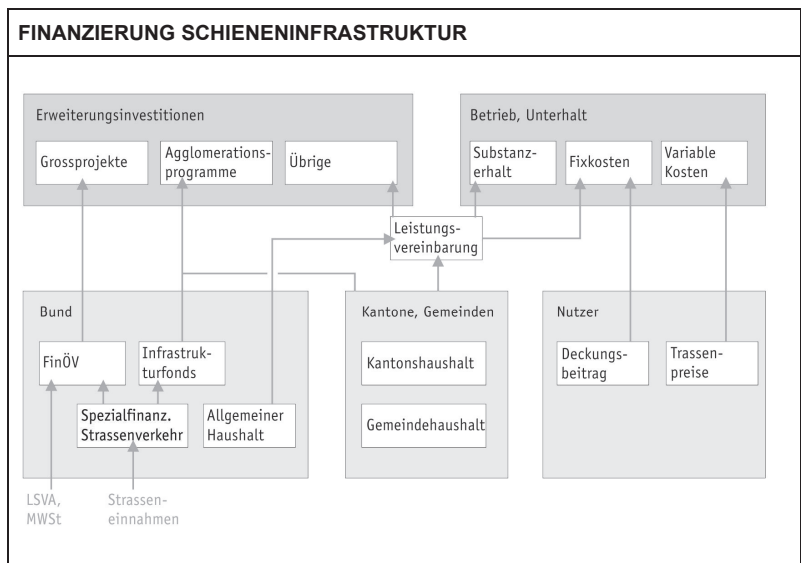 FINANZIERUNG SCHIENENINFRASTRUKTUR
Erweiterungsinvestitionen
Grossprojekte
Agglomerations-
programme
Übrige
Betrieb, Unterhalt
Substanz-
erhalt
Fixkosten
Variable
Kosten
Leistungs-
vereinbarung
Bund
FinÖV
Infrastruk-
turfonds
Spezialfinanz.
Strassenverkehr
Allgemeiner
Haushalt
Kantone, Gemeinden
Kantonshaushalt
Gemeindehaushalt
Nutzer
Deckungs-
beitrag
Trassen-
preise
LSVA,
MWSt
Strassen-
einnahmen